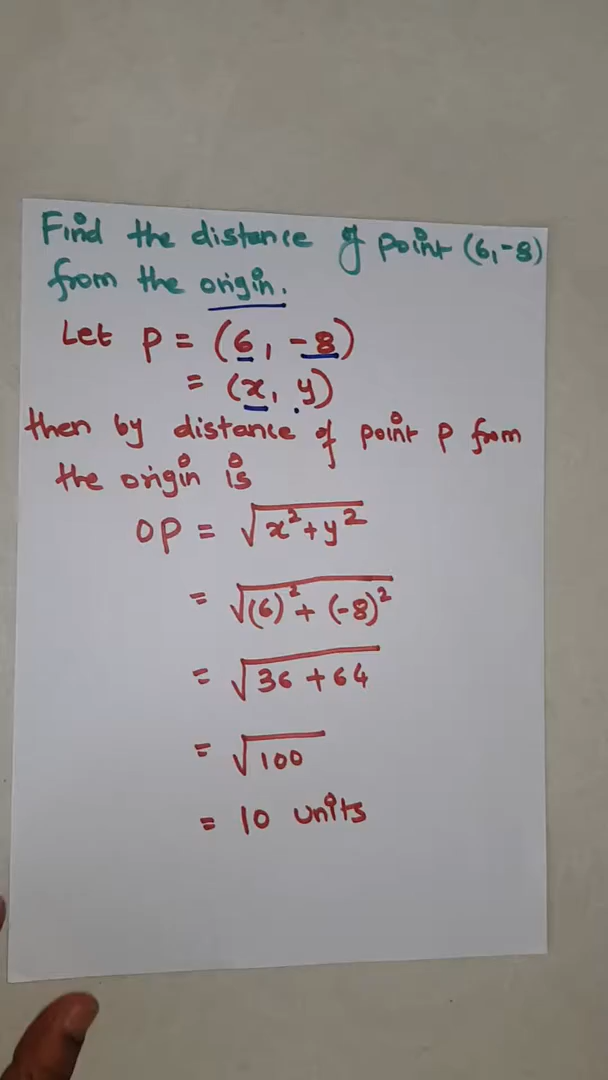 Find the distance of point (6,-8)
from the origin.
Let P = (6, -8)
= (x, y)
then by distance of point P from
the origin is
OP = √x²+y²
= √(6)²+(-8)²
= √36+64
= √100
= 10 units